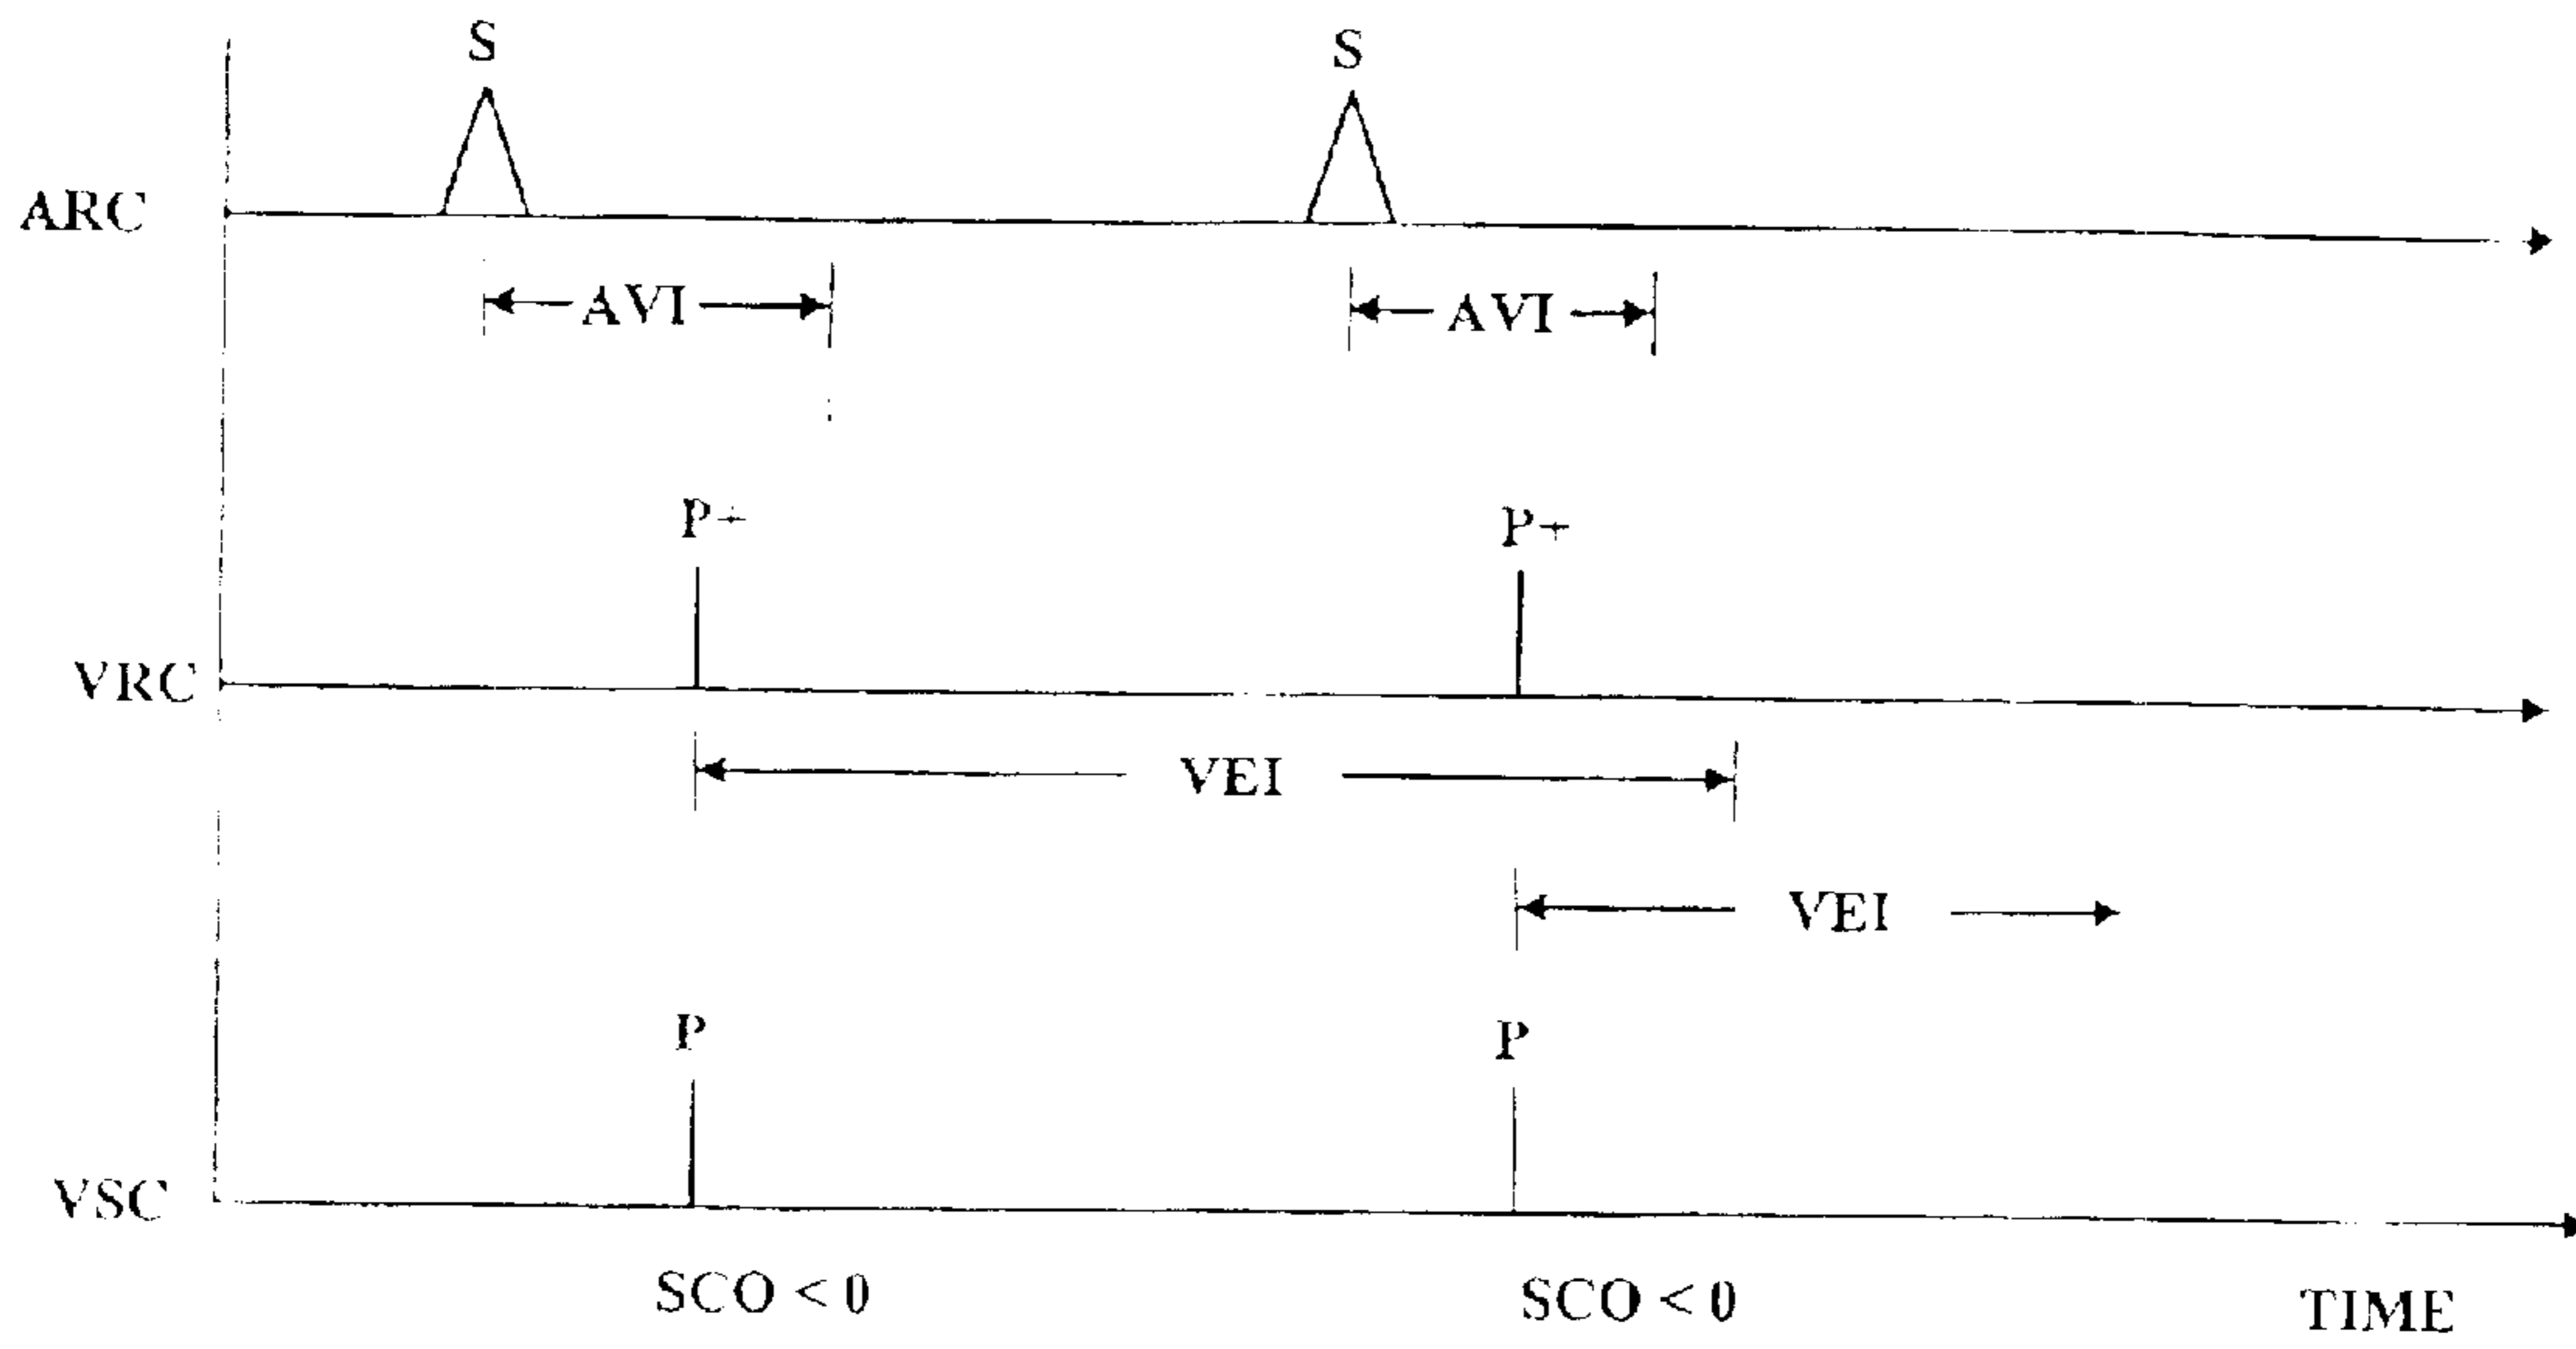 S S
ARC
AVI AVI
P+ P+
VRC
VEI
VEI
P P
VSC
SCO < 0 SCO < 0 TIME